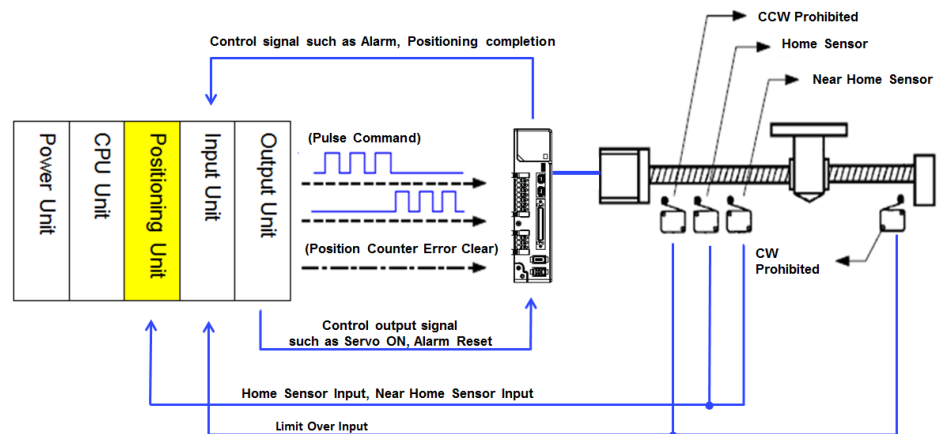 CCW Prohibited
Control signal such as Alarm, Positioning completion
Home Sensor
Near Home Sensor
Power Unit
CPU Unit
Positioning Unit
Input Unit
Output Unit
(Pulse Command)
(Position Counter Error Clear)
CW
Prohibited
Control output signal
such as Servo ON, Alarm Reset
Home Sensor Input, Near Home Sensor Input
Limit Over Input